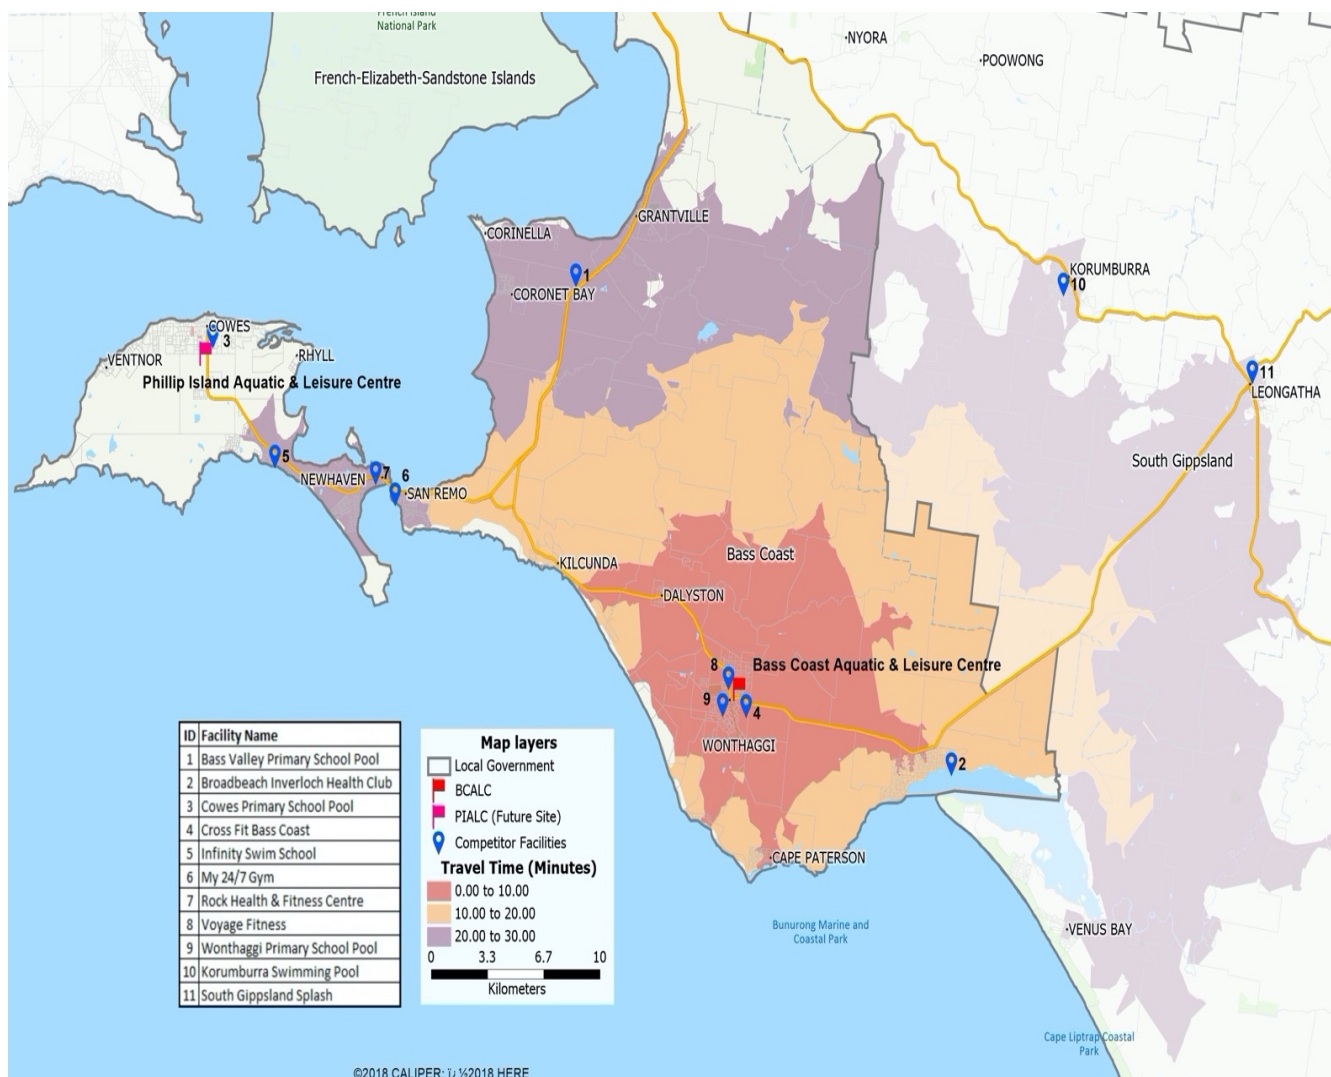 French Island
National Park
NYORA
POOWONG
French-Elizabeth-Sandstone Islands
GRANTVILLE
CORINELLA
KORUMBURRA
10
1
CORONET BAY
COWES
3
VENTNOR
RHYLL
Phillip Island Aquatic & Leisure Centre
11
LEONGATHA
5
NEWHAVEN
7
6
SAN REMO
South Gippsland
Bass Coast
KILCUNDA
DALYSTON
8
Bass Coast Aquatic & Leisure Centre
9
4
WONTHAGGI
2
CAPE PATERSON
Bunurong Marine and
Coastal Park
VENUS BAY
Cape Liptrap Coastal
Park
ID Facility Name
1 Bass Valley Primary School Pool
2 Broadbeach Inverloch Health Club
3 Cowes Primary School Pool
4 Cross Fit Bass Coast
5 Infinity Swim School
6 My 24/7 Gym
7 Rock Health & Fitness Centre
8 Voyage Fitness
9 Wonthaggi Primary School Pool
10 Korumburra Swimming Pool
11 South Gippsland Splash
Map layers
Local Government
BCALC
PIALC (Future Site)
Competitor Facilities
Travel Time (Minutes)
0.00 to 10.00
10.00 to 20.00
20.00 to 30.00
0 3.3 6.7 10
Kilometers
©2018 CALIPER; ï¿½2018 HERE